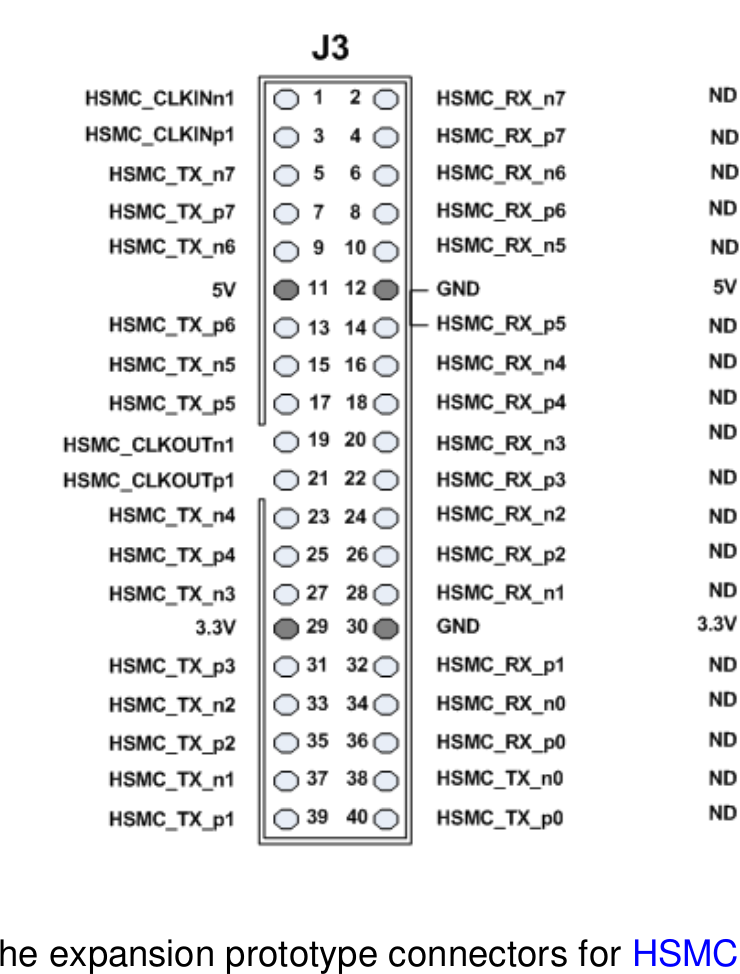 J3
HSMC_CLKINn1 1 2 HSMC_RX_n7 ND
HSMC_CLKINp1 3 4 HSMC_RX_p7 ND
HSMC_TX_n7 5 6 HSMC_RX_n6 ND
HSMC_TX_p7 7 8 HSMC_RX_p6 ND
HSMC_TX_n6 9 10 HSMC_RX_n5 ND
5V 11 12 GND 5V
HSMC_TX_p6 13 14 HSMC_RX_p5 ND
HSMC_TX_n5 15 16 HSMC_RX_n4 ND
HSMC_TX_p5 17 18 HSMC_RX_p4 ND
HSMC_CLKOUTn1 19 20 HSMC_RX_n3 ND
HSMC_CLKOUTp1 21 22 HSMC_RX_p3 ND
HSMC_TX_n4 23 24 HSMC_RX_n2 ND
HSMC_TX_p4 25 26 HSMC_RX_p2 ND
HSMC_TX_n3 27 28 HSMC_RX_n1 ND
3.3V 29 30 GND 3.3V
HSMC_TX_p3 31 32 HSMC_RX_p1 ND
HSMC_TX_n2 33 34 HSMC_RX_n0 ND
HSMC_TX_p2 35 36 HSMC_RX_p0 ND
HSMC_TX_n1 37 38 HSMC_TX_n0 ND
HSMC_TX_p1 39 40 HSMC_TX_p0 ND
he expansion prototype connectors for HSMC